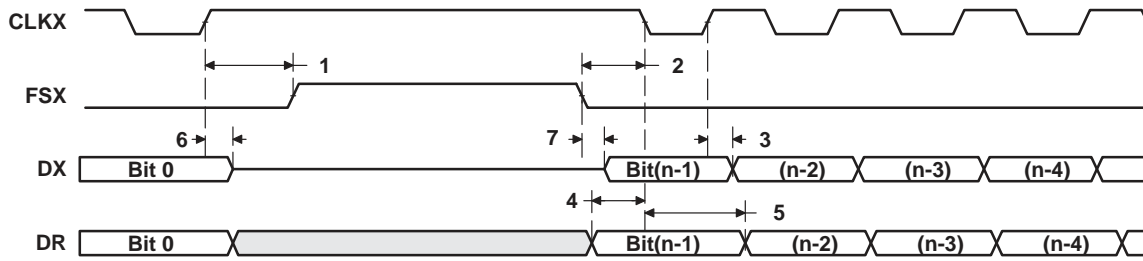 CLKX
1
2
FSX
6
7
3
DX
Bit 0
Bit(n-1)
(n-2)
(n-3)
(n-4)
4
5
DR
Bit 0
Bit(n-1)
(n-2)
(n-3)
(n-4)